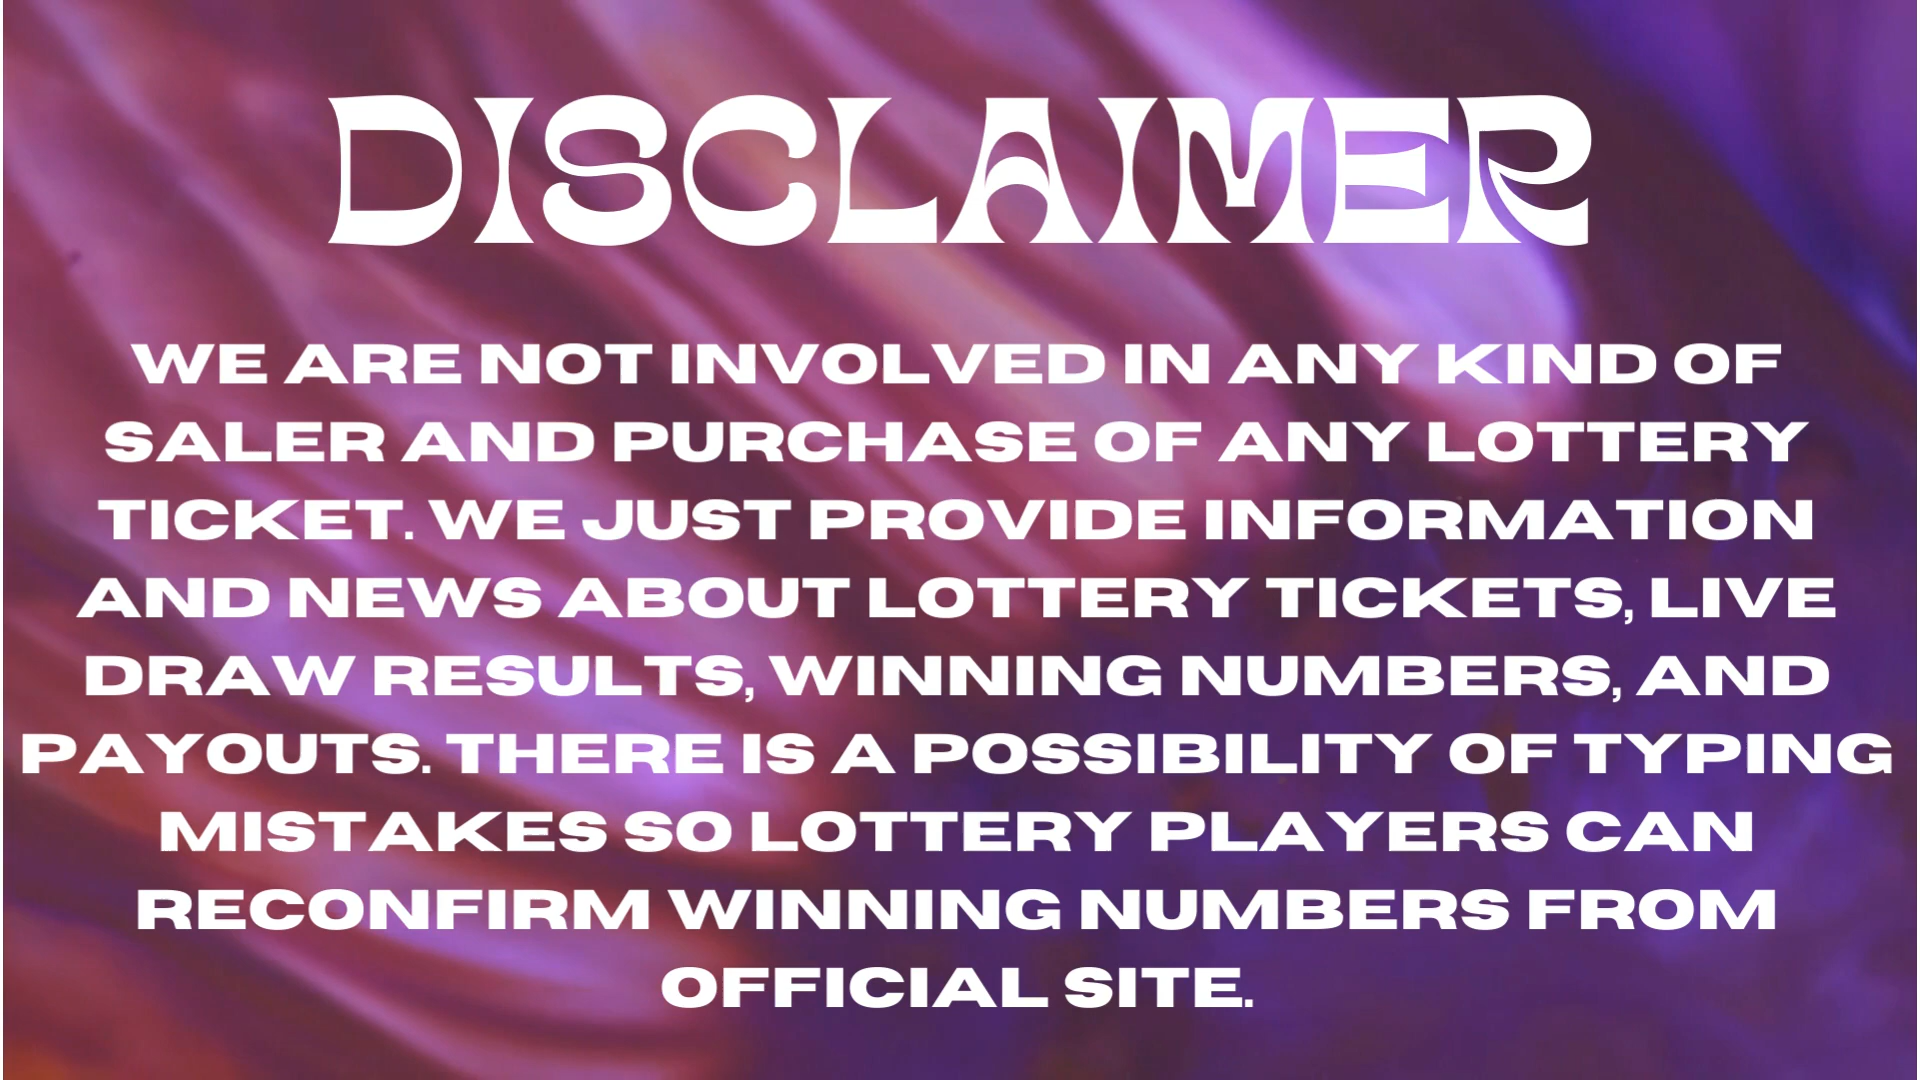 DISCLAIMER
WE ARE NOT INVOLVED IN ANY KIND OF
SALER AND PURCHASE OF ANY LOTTERY
TICKET. WE JUST PROVIDE INFORMATION
AND NEWS ABOUT LOTTERY TICKETS, LIVE
DRAW RESULTS, WINNING NUMBERS, AND
PAYOUTS. THERE IS A POSSIBILITY OF TYPING
MISTAKES SO LOTTERY PLAYERS CAN
RECONFIRM WINNING NUMBERS FROM
OFFICIAL SITE.